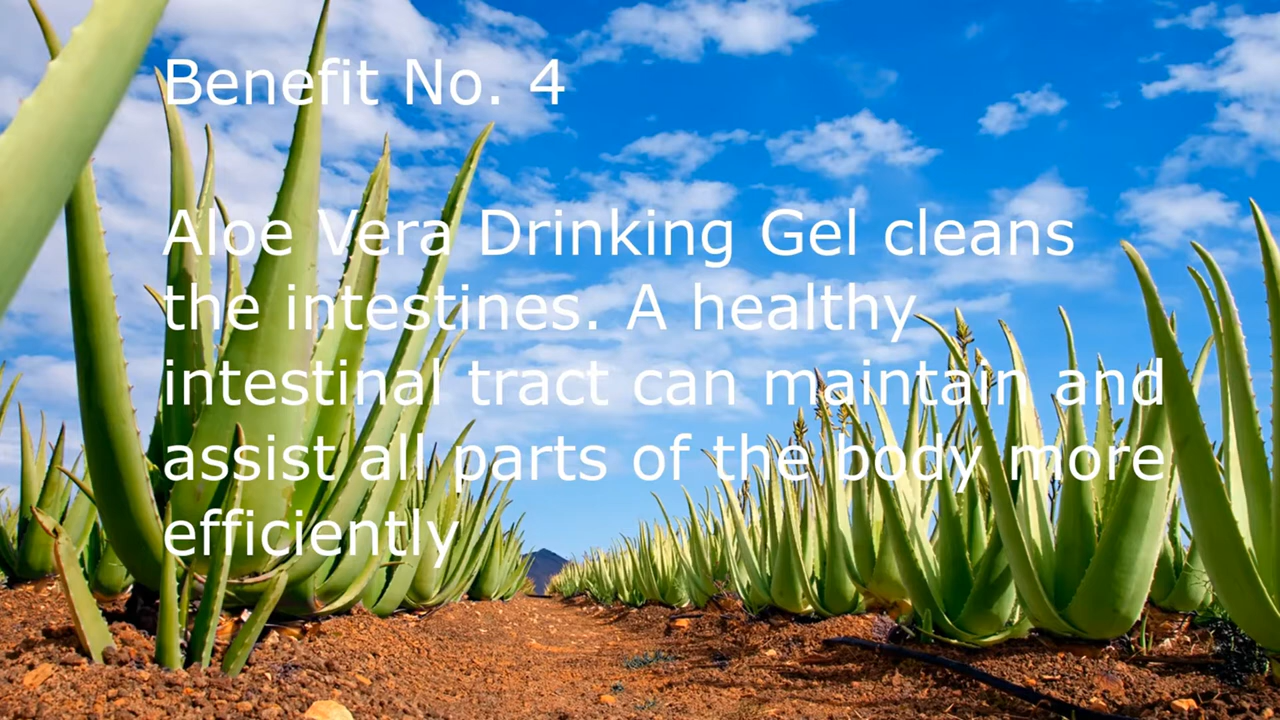 Benefit No. 4
Aloe Vera Drinking Gel cleans
the intestines. A healthy
intestinal tract can maintain and
assist all parts of the body more
efficiently